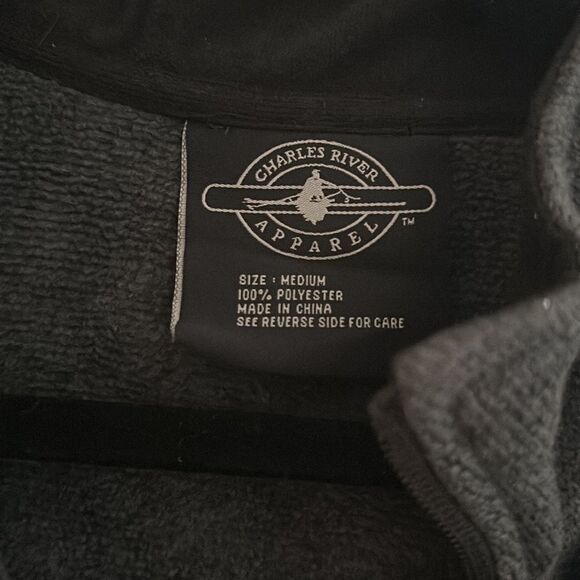 CHARLES RIVER
APPAREL
TM
SIZE : MEDIUM
100% POLYESTER
MADE IN CHINA
SEE REVERSE SIDE FOR CARE